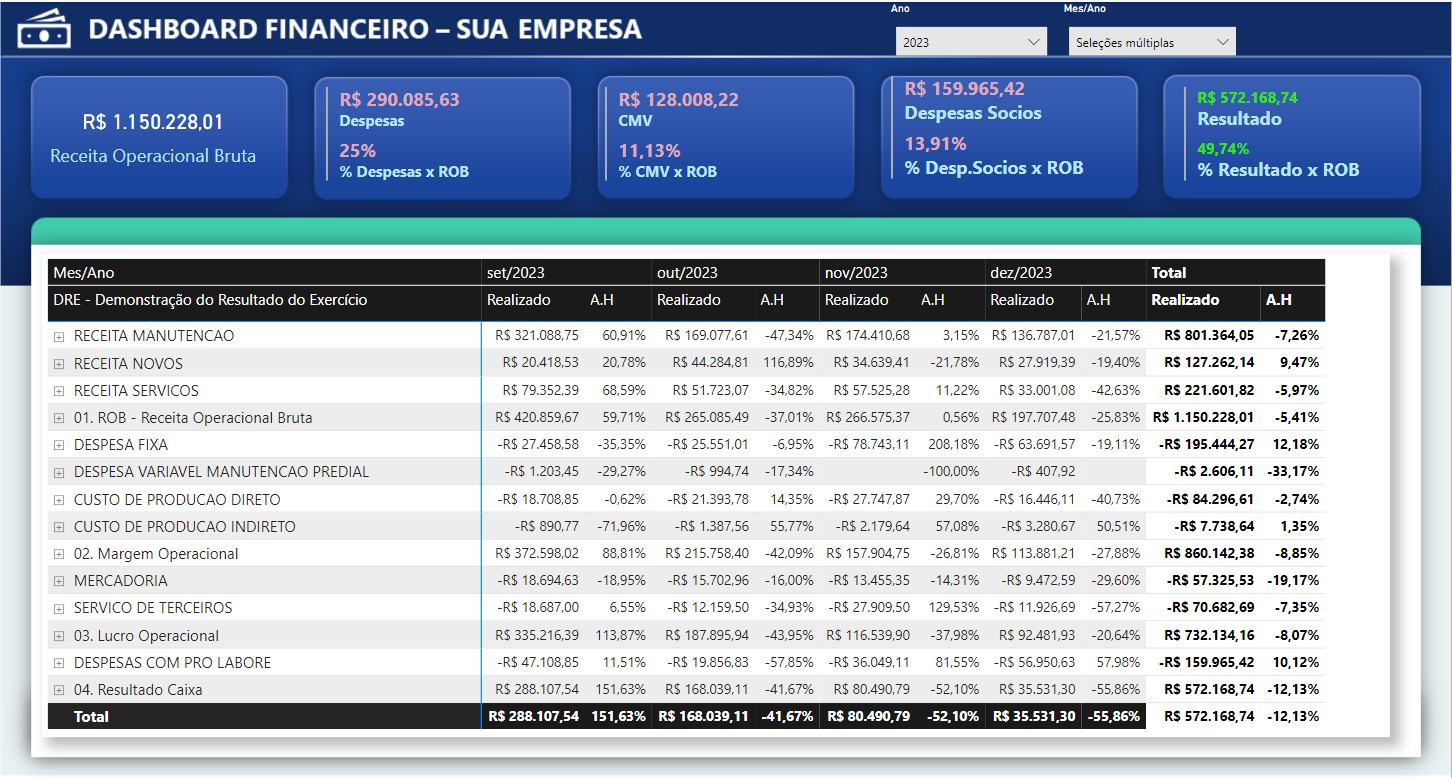 DASHBOARD FINANCEIRO – SUA EMPRESA
Ano
Mes/Ano
2023
Seleções múltiplas
R$ 1.150.228,01
Receita Operacional Bruta
R$ 290.085,63
Despesas
25%
% Despesas x ROB
R$ 128.008,22
CMV
11,13%
% CMV x ROB
R$ 159.965,42
Despesas Socios
13,91%
% Desp.Socios x ROB
R$ 572.168,74
Resultado
49,74%
% Resultado x ROB
Mes/Ano set/2023 out/2023 nov/2023 dez/2023 Total
DRE - Demonstração do Resultado do Exercício Realizado A.H Realizado A.H Realizado A.H Realizado A.H Realizado A.H
RECEITA MANUTENCAO R$ 321.088,75 60,91% R$ 169.077,61 -47,34% R$ 174.410,68 3,15% R$ 136.787,01 -21,57% R$ 801.364,05 -7,26%
RECEITA NOVOS R$ 20.418,53 20,78% R$ 44.284,81 116,89% R$ 34.639,41 -21,78% R$ 27.919,39 -19,40% R$ 127.262,14 9,47%
RECEITA SERVICOS R$ 79.352,39 68,59% R$ 51.723,07 -34,82% R$ 57.525,28 11,22% R$ 33.001,08 -42,63% R$ 221.601,82 -5,97%
01. ROB - Receita Operacional Bruta R$ 420.859,67 59,71% R$ 265.085,49 -37,01% R$ 266.575,37 0,56% R$ 197.707,48 -25,83% R$ 1.150.228,01 -5,41%
DESPESA FIXA -R$ 27.458,58 -35,35% -R$ 25.551,01 -6,95% -R$ 78.743,11 208,18% -R$ 63.691,57 -19,11% -R$ 195.444,27 12,18%
DESPESA VARIAVEL MANUTENCAO PREDIAL -R$ 1.203,45 -29,27% -R$ 994,74 -17,34% -100,00% -R$ 407,92 -R$ 2.606,11 -33,17%
CUSTO DE PRODUCAO DIRETO -R$ 18.708,85 -0,62% -R$ 21.393,78 14,35% -R$ 27.747,87 29,70% -R$ 16.446,11 -40,73% -R$ 84.296,61 -2,74%
CUSTO DE PRODUCAO INDIRETO -R$ 890,77 -71,96% -R$ 1.387,56 55,77% -R$ 2.179,64 57,08% -R$ 3.280,67 50,51% -R$ 7.738,64 1,35%
02. Margem Operacional R$ 372.598,02 88,81% R$ 215.758,40 -42,09% R$ 157.904,75 -26,81% R$ 113.881,21 -27,88% R$ 860.142,38 -8,85%
MERCADORIA -R$ 18.694,63 -18,95% -R$ 15.702,96 -16,00% -R$ 13.455,35 -14,31% -R$ 9.472,59 -29,60% -R$ 57.325,53 -19,17%
SERVICO DE TERCEIROS -R$ 18.687,00 6,55% -R$ 12.159,50 -34,93% -R$ 27.909,50 129,53% -R$ 11.926,69 -57,27% -R$ 70.682,69 -7,35%
03. Lucro Operacional R$ 335.216,39 113,87% R$ 187.895,94 -43,95% R$ 116.539,90 -37,98% R$ 92.481,93 -20,64% R$ 732.134,16 -8,07%
DESPESAS COM PRO LABORE -R$ 47.108,85 11,51% -R$ 19.856,83 -57,85% -R$ 36.049,11 81,55% -R$ 56.950,63 57,98% -R$ 159.965,42 10,12%
04. Resultado Caixa R$ 288.107,54 151,63% R$ 168.039,11 -41,67% R$ 80.490,79 -52,10% R$ 35.531,30 -55,86% R$ 572.168,74 -12,13%
Total R$ 288.107,54 151,63% R$ 168.039,11 -41,67% R$ 80.490,79 -52,10% R$ 35.531,30 -55,86% R$ 572.168,74 -12,13%